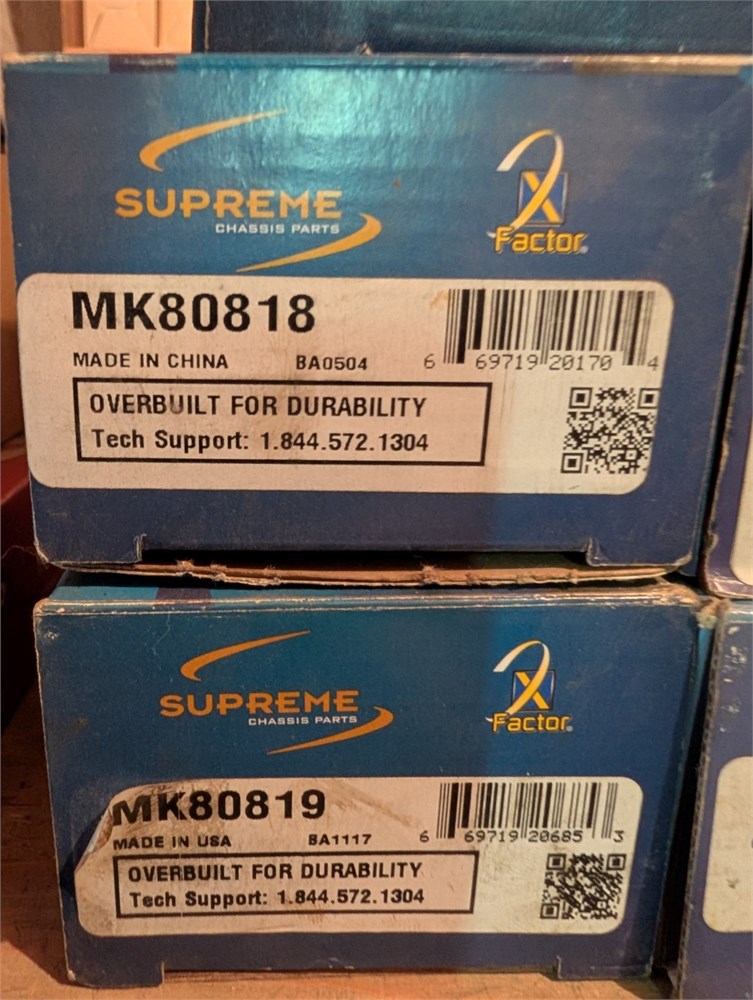 SUPREME
CHASSIS PARTS
X
Factor®
MK80818
MADE IN CHINA BA0504
6 69719 20170 4
OVERBUILT FOR DURABILITY
Tech Support: 1.844.572.1304
SUPREME
CHASSIS PARTS
X
Factor®
MK80819
MADE IN USA BA1117
6 69719 20685 3
OVERBUILT FOR DURABILITY
Tech Support: 1.844.572.1304